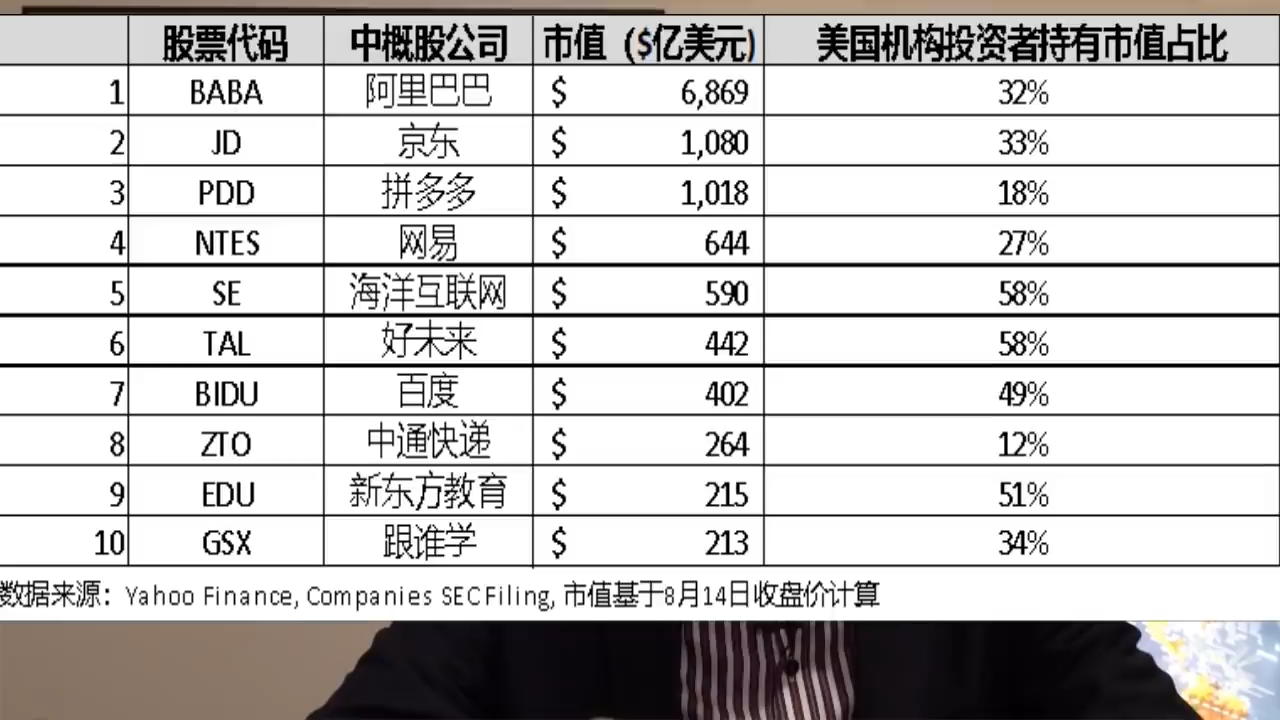 股票代码 中概股公司 市值（$亿美元) 美国机构投资者持有市值占比
1 BABA 阿里巴巴 $ 6,869 32%
2 JD 京东 $ 1,080 33%
3 PDD 拼多多 $ 1,018 18%
4 NTES 网易 $ 644 27%
5 SE 海洋互联网 $ 590 58%
6 TAL 好未来 $ 442 58%
7 BIDU 百度 $ 402 49%
8 ZTO 中通快递 $ 264 12%
9 EDU 新东方教育 $ 215 51%
10 GSX 跟谁学 $ 213 34%
数据来源：Yahoo Finance, Companies SEC Filing, 市值基于8月14日收盘价计算